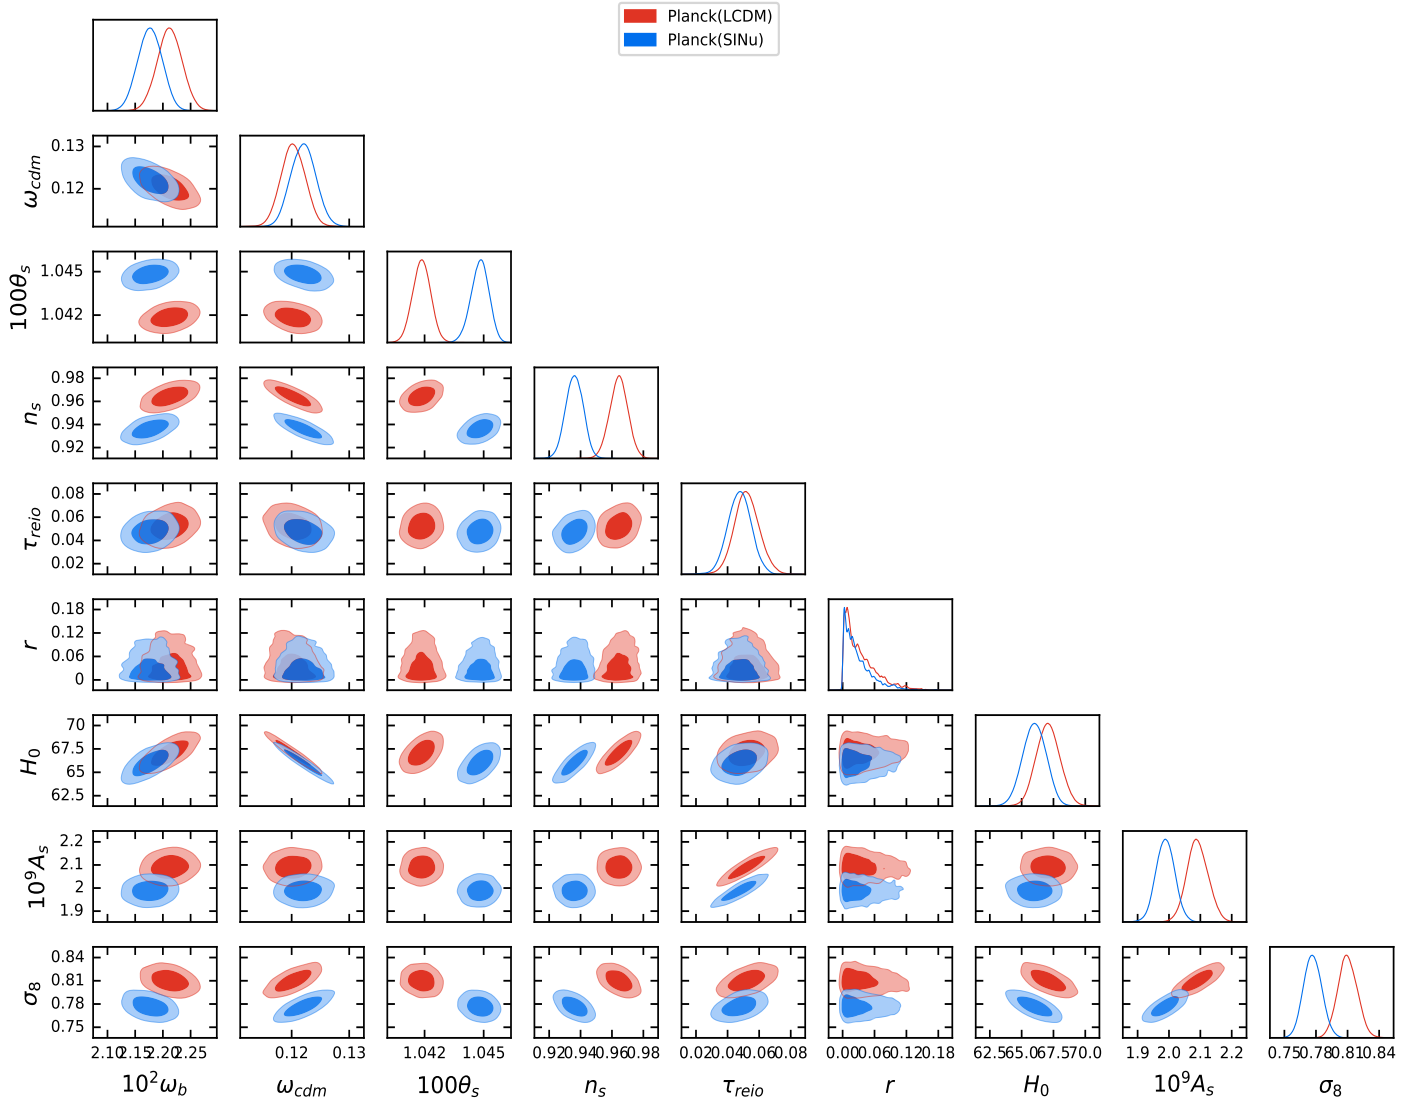 Planck(LCDM)
Planck(SINu)
0.13
0.12
ω_cdm
1.045
1.042
100θ_s
0.98
0.96
0.94
0.92
n_s
0.08
0.06
0.04
0.02
τ_reio
0.18
0.12
0.06
0
r
70
67.5
65
62.5
H_0
2.2
2.1
2
1.9
10^9A_s
0.84
0.81
0.78
0.75
σ_8
2.10 2.15 2.20 2.25 0.12 0.13 1.042 1.045 0.92 0.94 0.96 0.98 0.02 0.04 0.06 0.08 0.00 0.06 0.12 0.18 62.5 65.0 67.5 70.0 1.9 2.0 2.1 2.2 0.75 0.78 0.81 0.84
10^2ω_b ω_cdm 100θ_s n_s τ_reio r H_0 10^9A_s σ_8